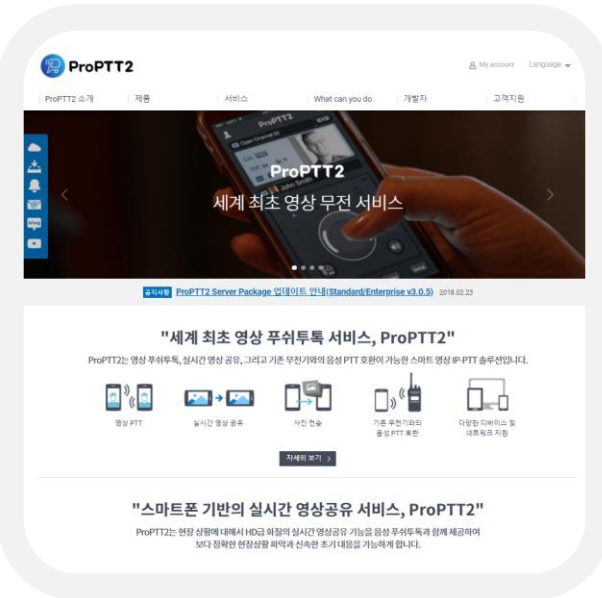 ProPTT2
My account
Language
ProPTT2 소개
제품
서비스
What can you do
개발자
고객지원
ProPTT2
Open Channel 00
John Smith
ProPTT2
세계 최초 영상 무전 서비스
공지사항 ProPTT2 Server Package 업데이트 안내(Standard/Enterprise v3.0.5) 2018.02.23
"세계 최초 영상 푸쉬투톡 서비스, ProPTT2"
ProPTT2는 영상 푸쉬투톡, 실시간 영상 공유, 그리고 기존 무전기와의 음성 PTT 호환이 가능한 스마트 영상 IP-PTT 솔루션입니다.
영상 PTT
실시간 영상 공유
사진 전송
기존 무전기와의
음성 PTT 호환
다양한 디바이스 및
네트워크 지원
자세히 보기 >
"스마트폰 기반의 실시간 영상공유 서비스, ProPTT2"
ProPTT2는 현장 상황에 대해서 HD급 화질의 실시간 영상공유 기능을 음성 푸쉬투톡과 함께 제공하여
보다 정확한 현장상황 파악과 신속한 초기 대응을 가능하게 합니다.